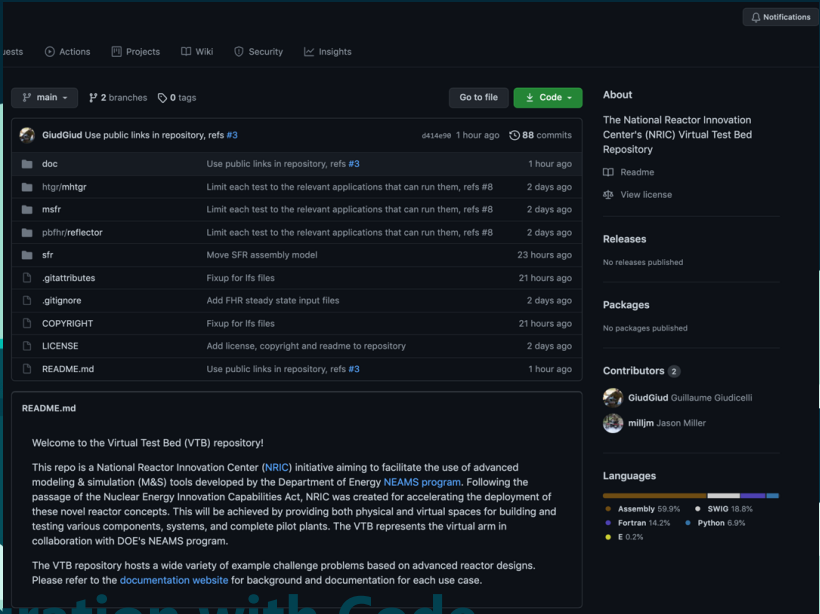 Notifications
uests Actions Projects Wiki Security Insights
main 2 branches 0 tags Go to file Code
GiudGiud Use public links in repository, refs #3 d414e90 1 hour ago 88 commits
doc Use public links in repository, refs #3 1 hour ago
htgr/mhtgr Limit each test to the relevant applications that can run them, refs #8 2 days ago
msfr Limit each test to the relevant applications that can run them, refs #8 2 days ago
pbfhr/reflector Limit each test to the relevant applications that can run them, refs #8 2 days ago
sfr Move SFR assembly model 23 hours ago
.gitattributes Fixup for lfs files 21 hours ago
.gitignore Add FHR steady state input files 2 days ago
COPYRIGHT Fixup for lfs files 21 hours ago
LICENSE Add license, copyright and readme to repository 2 days ago
README.md Use public links in repository, refs #3 1 hour ago
README.md
Welcome to the Virtual Test Bed (VTB) repository!
This repo is a National Reactor Innovation Center (NRIC) initiative aiming to facilitate the use of advanced
modeling & simulation (M&S) tools developed by the Department of Energy NEAMS program. Following the
passage of the Nuclear Energy Innovation Capabilities Act, NRIC was created for accelerating the deployment of
these novel reactor concepts. This will be achieved by providing both physical and virtual spaces for building and
testing various components, systems, and complete pilot plants. The VTB represents the virtual arm in
collaboration with DOE's NEAMS program.
The VTB repository hosts a wide variety of example challenge problems based on advanced reactor designs.
Please refer to the documentation website for background and documentation for each use case.
About
The National Reactor Innovation
Center's (NRIC) Virtual Test Bed
Repository
Readme
View license
Releases
No releases published
Packages
No packages published
Contributors 2
GiudGiud Guillaume Giudicelli
milljm Jason Miller
Languages
Assembly 59.9% SWIG 18.8%
Fortran 14.2% Python 6.9%
E 0.2%
ration with Code